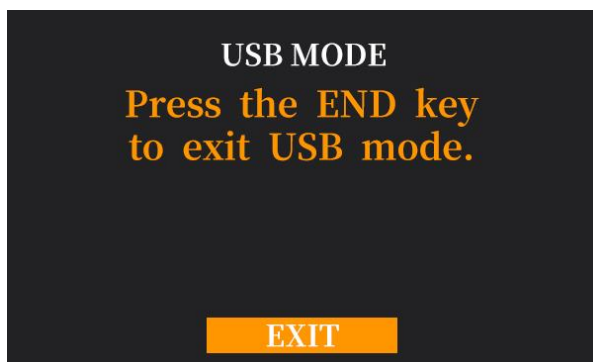 USB MODE
Press the END key
to exit USB mode.
EXIT